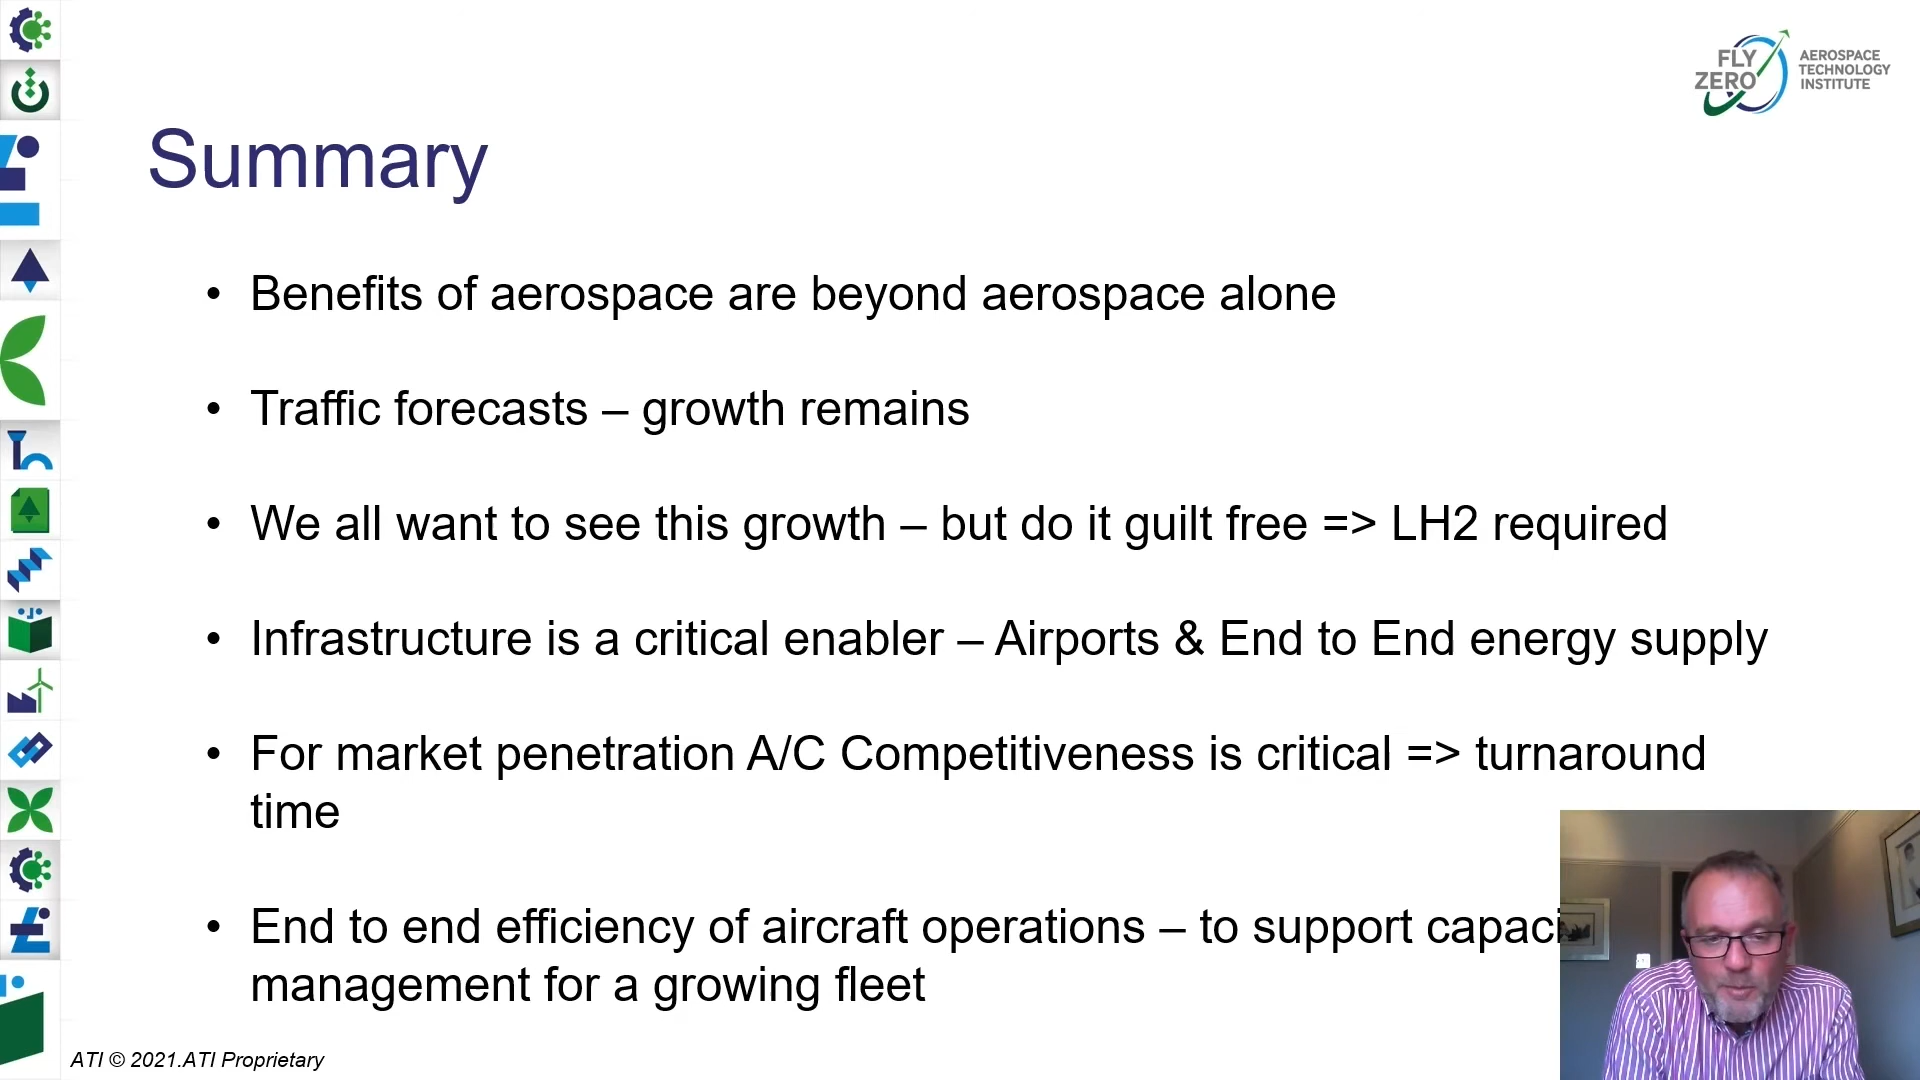 FLY
ZERO
AEROSPACE
TECHNOLOGY
INSTITUTE
Summary
• Benefits of aerospace are beyond aerospace alone
• Traffic forecasts – growth remains
• We all want to see this growth – but do it guilt free => LH2 required
• Infrastructure is a critical enabler – Airports & End to End energy supply
• For market penetration A/C Competitiveness is critical => turnaround
time
• End to end efficiency of aircraft operations – to support capaci
management for a growing fleet
ATI © 2021.ATI Proprietary